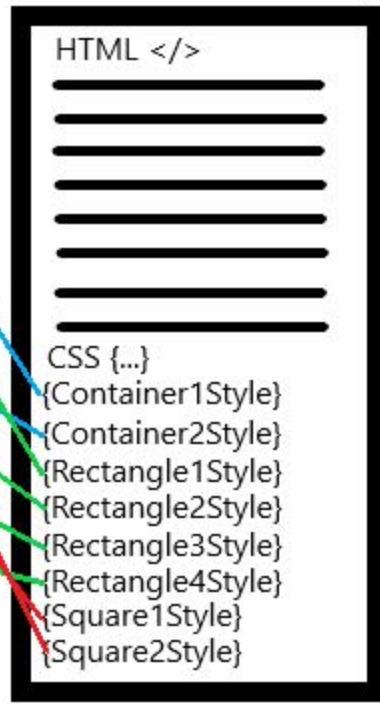 HTML </>
CSS {...}
{Container1Style}
{Container2Style}
{Rectangle1Style}
{Rectangle2Style}
{Rectangle3Style}
{Rectangle4Style}
{Square1Style}
{Square2Style}